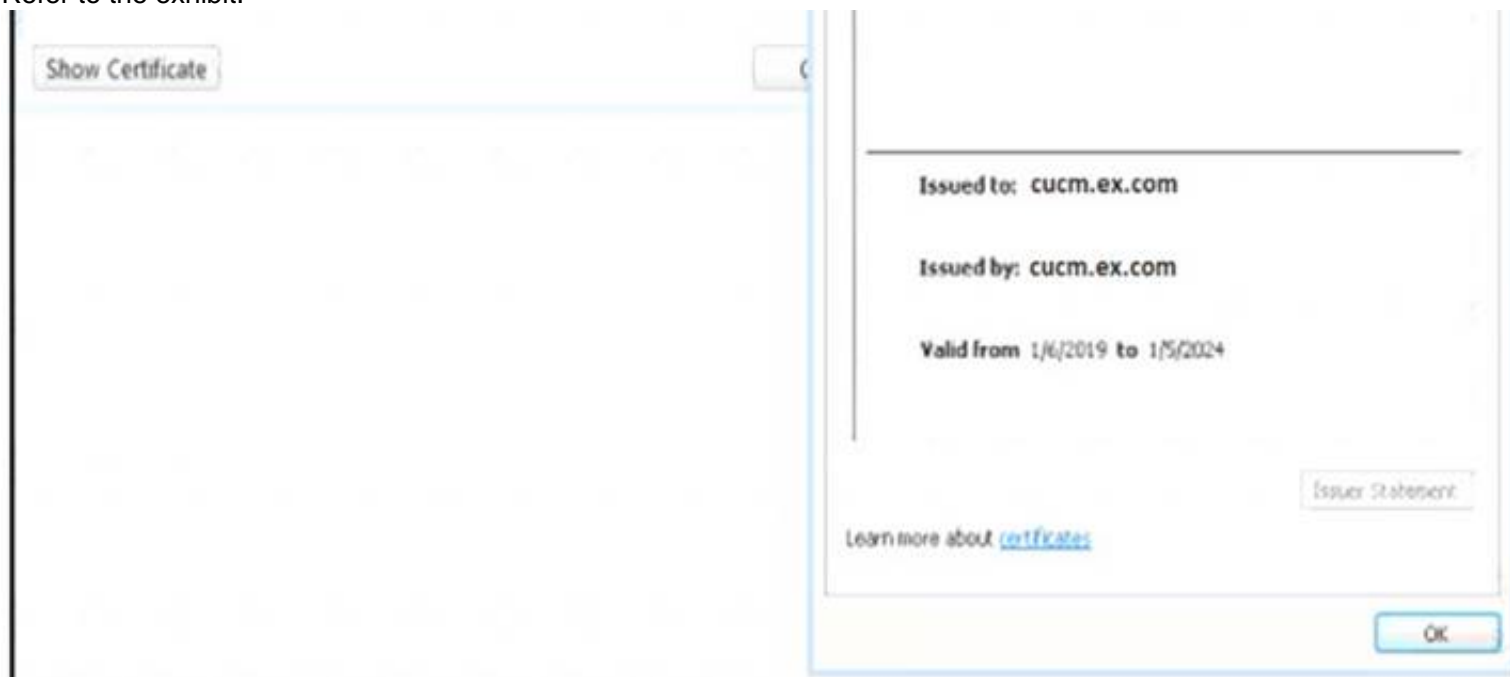 Refer to the exhibit.
Show Certificate
Issued to: cucm.ex.com
Issued by: cucm.ex.com
Valid from 1/6/2019 to 1/5/2024
Issuer Statement
Learn more about certificates
OK